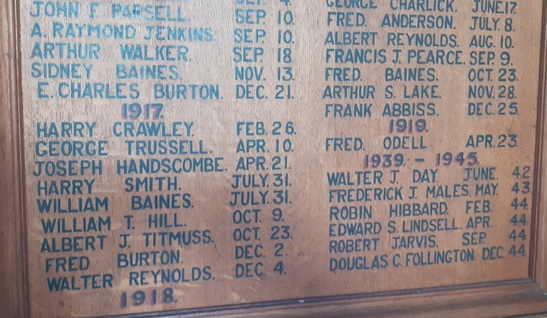 SEP. 4.
JOHN F. PARSELL. SEP. 10.
A. RAYMOND JENKINS. SEP. 10.
ARTHUR WALKER. SEP. 18.
SIDNEY BAINES. NOV. 13.
E. CHARLES BURTON. DEC. 21.
1917.
HARRY CRAWLEY. FEB. 26.
GEORGE TRUSSELL. APR. 10.
JOSEPH HANDSCOMBE. APR. 21.
HARRY SMITH. JULY. 31.
WILLIAM BAINES. JULY. 31.
WILLIAM T. HILL. OCT. 9.
ALBERT J. TITMUSS. OCT. 23.
FRED BURTON. DEC. 2.
WALTER REYNOLDS. DEC. 4.
1918.
GEORGE CHARLICK. JUNE. 17.
FRED. ANDERSON. JULY. 8.
ALBERT REYNOLDS. AUG. 10.
FRANCIS J. PEARCE. SEP. 9.
FRED. BAINES. OCT. 23.
ARTHUR S. LAKE. NOV. 28.
FRANK ABBISS. DEC. 25.
1919.
FRED. ODELL APR. 23.
1939. - 1945.
WALTER J. DAY JUNE. 42
FREDERICK J. MALES. MAY. 43
ROBIN HIBBARD. FEB. 44
EDWARD S. LINDSELL. APR. 44
ROBERT JARVIS. SEP 44
DOUGLAS C. FOLLINGTON DEC. 44